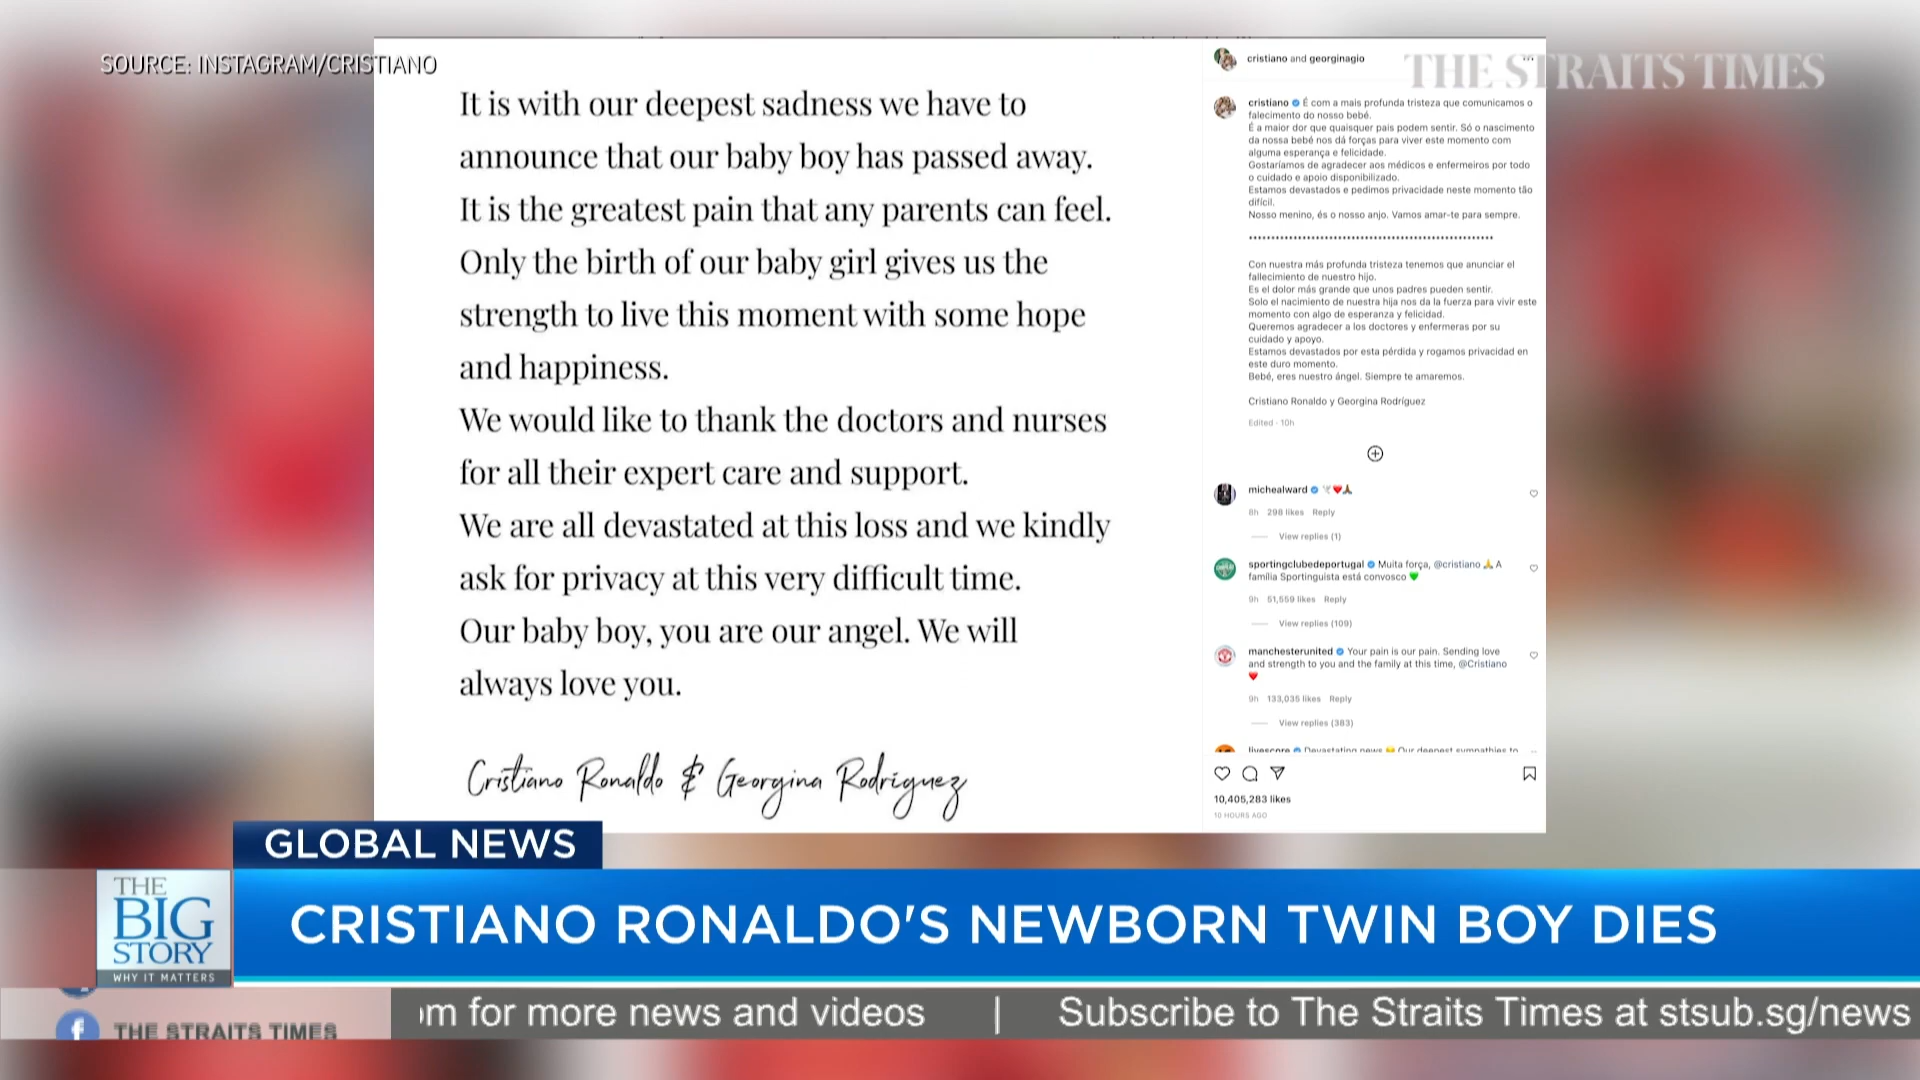 SOURCE: INSTAGRAM/CRISTIANO
THE STRAITS TIMES
It is with our deepest sadness we have to
announce that our baby boy has passed away.
It is the greatest pain that any parents can feel.
Only the birth of our baby girl gives us the
strength to live this moment with some hope
and happiness.
We would like to thank the doctors and nurses
for all their expert care and support.
We are all devastated at this loss and we kindly
ask for privacy at this very difficult time.
Our baby boy, you are our angel. We will
always love you.
Cristiano Ronaldo & Georgina Rodríguez
cristiano and georginagio
cristiano É com a mais profunda tristeza que comunicamos o
falecimento do nosso bebé.
É a maior dor que quaisquer pais podem sentir. Só o nascimento
da nossa bebé nos dá forças para viver este momento com
alguma esperança e felicidade.
Gostaríamos de agradecer aos médicos e enfermeiros por todo
o cuidado e apoio disponibilizado.
Estamos devastados e pedimos privacidade neste momento tão
difícil.
Nosso menino, és o nosso anjo. Vamos amar-te para sempre.
Con nuestra más profunda tristeza tenemos que anunciar el
fallecimiento de nuestro hijo.
Es el dolor más grande que unos padres pueden sentir.
Solo el nacimiento de nuestra hija nos da la fuerza para vivir este
momento con algo de esperanza y felicidad.
Queremos agradecer a los doctores y enfermeras por su
cuidado y apoyo.
Estamos devastados por esta pérdida y rogamos privacidad en
este duro momento.
Bebé, eres nuestro ángel. Siempre te amaremos.
Cristiano Ronaldo y Georgina Rodríguez
Edited · 10h
michealward 🕊❤️🙏🏾
8h 298 likes Reply
View replies (1)
sportingclubedeportugal Muita força, @cristiano 🙏 A
família Sportinguista está convosco 💚
9h 51,559 likes Reply
View replies (109)
manchesterunited Your pain is our pain. Sending love
and strength to you and the family at this time, @Cristiano
❤️
9h 133,035 likes Reply
View replies (383)
livescore Devastating news 😞 Our deepest sympathies to
10,405,283 likes
10 HOURS AGO
GLOBAL NEWS
THE
BIG
STORY
WHY IT MATTERS
CRISTIANO RONALDO'S NEWBORN TWIN BOY DIES
THE STRAITS TIMES
om for more news and videos | Subscribe to The Straits Times at stsub.sg/news